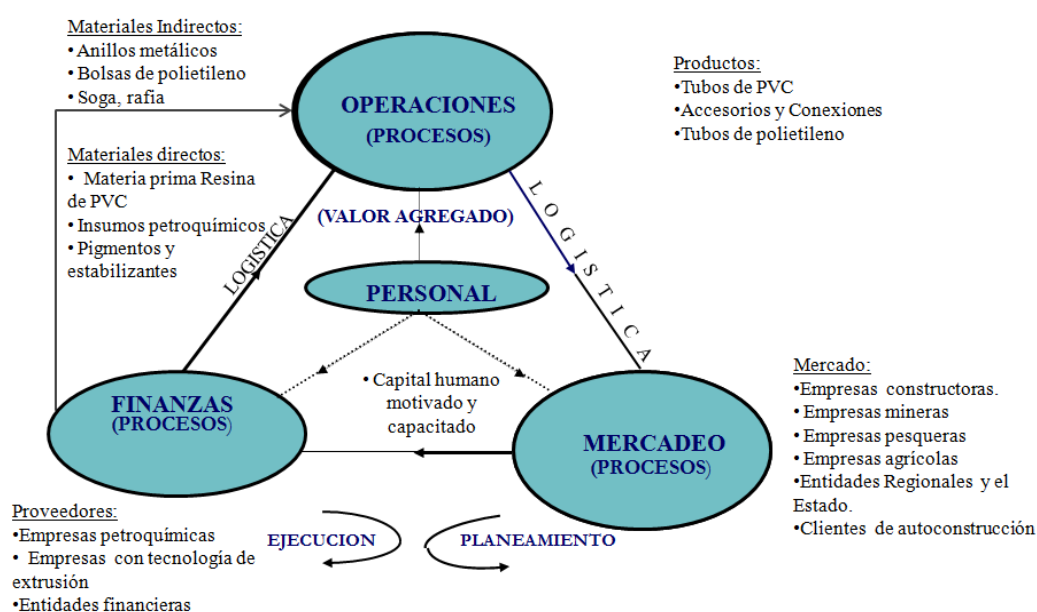 Materiales Indirectos:
• Anillos metálicos
• Bolsas de polietileno
• Soga, rafia
OPERACIONES
(PROCESOS)
Productos:
•Tubos de PVC
•Accesorios y Conexiones
•Tubos de polietileno
Materiales directos:
• Materia prima Resina
de PVC
• Insumos petroquímicos
• Pigmentos y
estabilizantes
LOGISTICA
(VALOR AGREGADO)
LOGISTICA
PERSONAL
• Capital humano
motivado y
capacitado
FINANZAS
(PROCESOS)
MERCADEO
(PROCESOS)
Mercado:
•Empresas constructoras.
• Empresas mineras
• Empresas pesqueras
• Empresas agrícolas
•Entidades Regionales y el
Estado.
•Clientes de autoconstrucción
Proveedores:
•Empresas petroquímicas
• Empresas con tecnología de
extrusión
•Entidades financieras
EJECUCION
PLANEAMIENTO